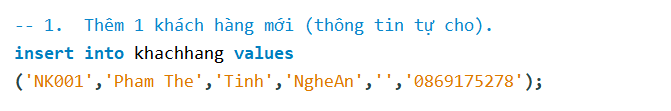 -- 1.  Thêm 1 khách hàng mới (thông tin tự cho).
insert into khachhang values
('NK001','Pham The','Tinh','NgheAn','','0869175278');